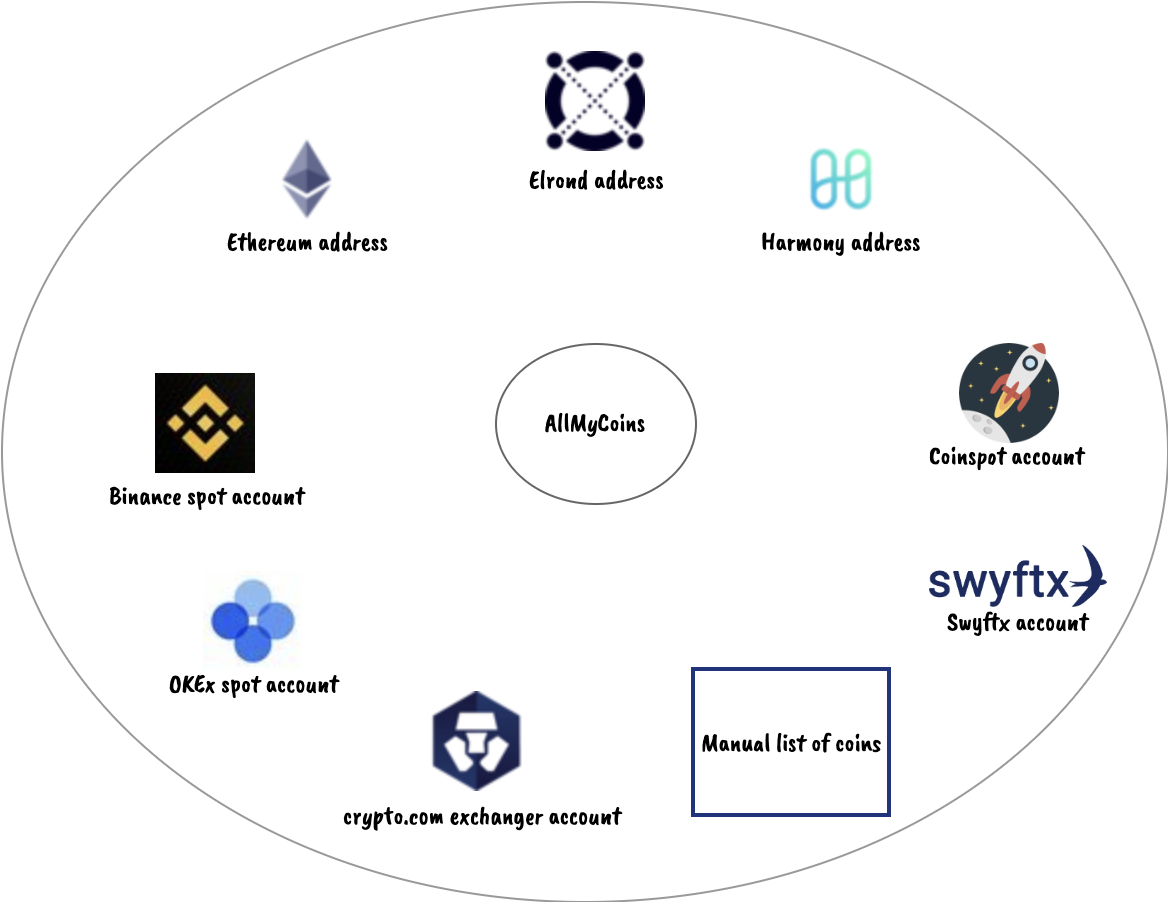 Elrond address
Ethereum address
Harmony address
AllMyCoins
Coinspot account
Binance spot account
swyftx
Swyftx account
OKEx spot account
Manual list of coins
crypto.com exchanger account